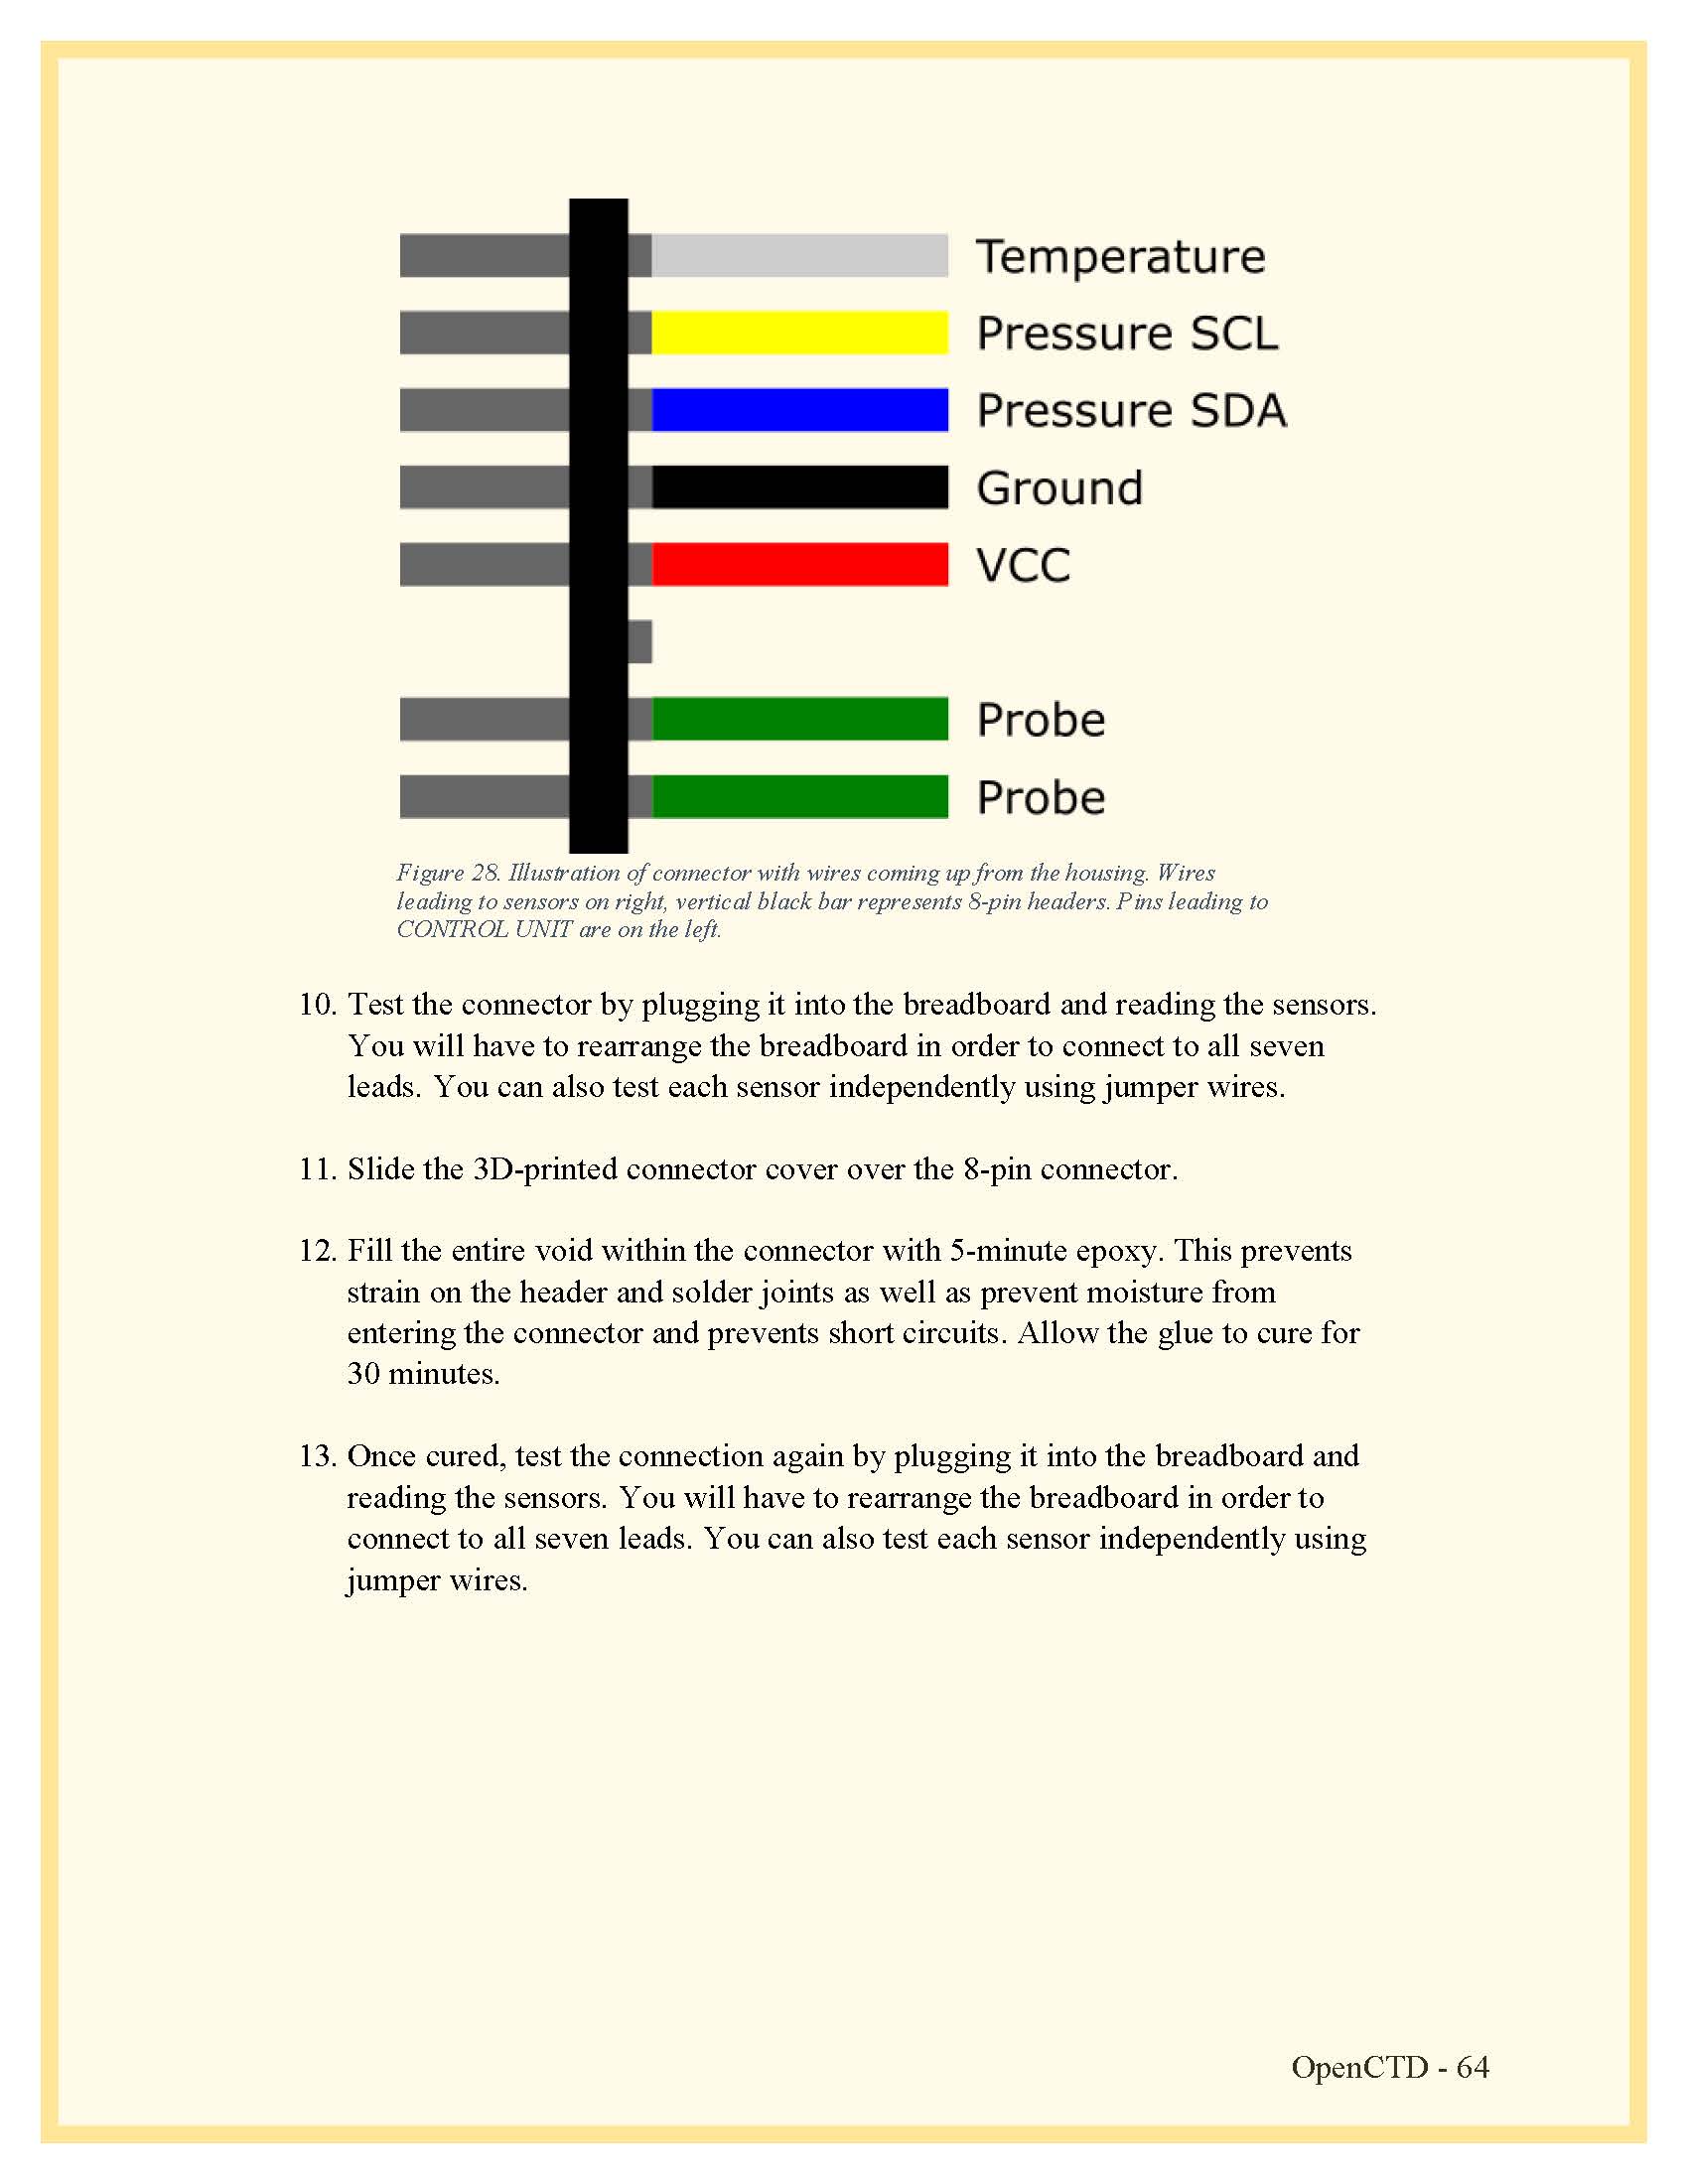 Temperature
Pressure SCL
Pressure SDA
Ground
VCC
Probe
Probe
Figure 28. Illustration of connector with wires coming up from the housing. Wires
leading to sensors on right, vertical black bar represents 8-pin headers. Pins leading to
CONTROL UNIT are on the left.
10. Test the connector by plugging it into the breadboard and reading the sensors.
You will have to rearrange the breadboard in order to connect to all seven
leads. You can also test each sensor independently using jumper wires.
11. Slide the 3D-printed connector cover over the 8-pin connector.
12. Fill the entire void within the connector with 5-minute epoxy. This prevents
strain on the header and solder joints as well as prevent moisture from
entering the connector and prevents short circuits. Allow the glue to cure for
30 minutes.
13. Once cured, test the connection again by plugging it into the breadboard and
reading the sensors. You will have to rearrange the breadboard in order to
connect to all seven leads. You can also test each sensor independently using
jumper wires.
OpenCTD - 64